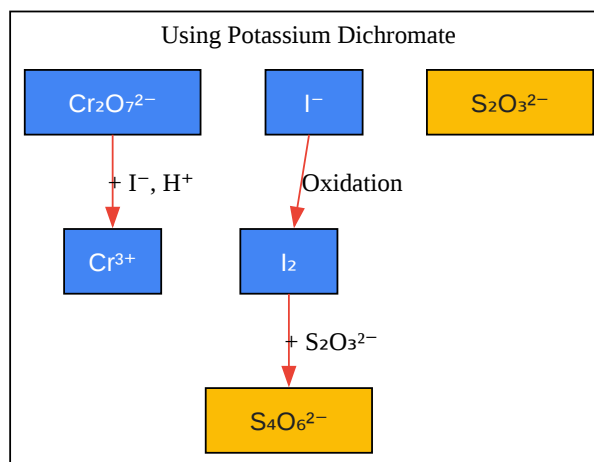 Using Potassium Dichromate
Cr₂O₇²⁻
I⁻
S₂O₃²⁻
+ I⁻, H⁺
Oxidation
Cr³⁺
I₂
+ S₂O₃²⁻
S₄O₆²⁻